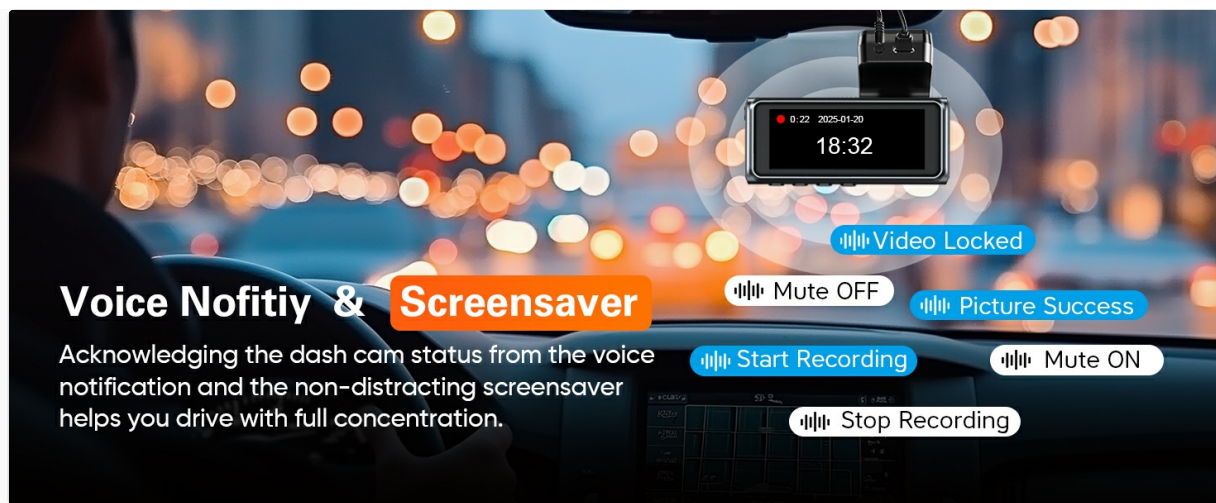 0:22 2025-01-20
18:32
Video Locked
Mute OFF
Picture Success
Start Recording
Mute ON
Stop Recording
Voice Nofitiy & Screensaver
Acknowledging the dash cam status from the voice
notification and the non-distracting screensaver
helps you drive with full concentration.